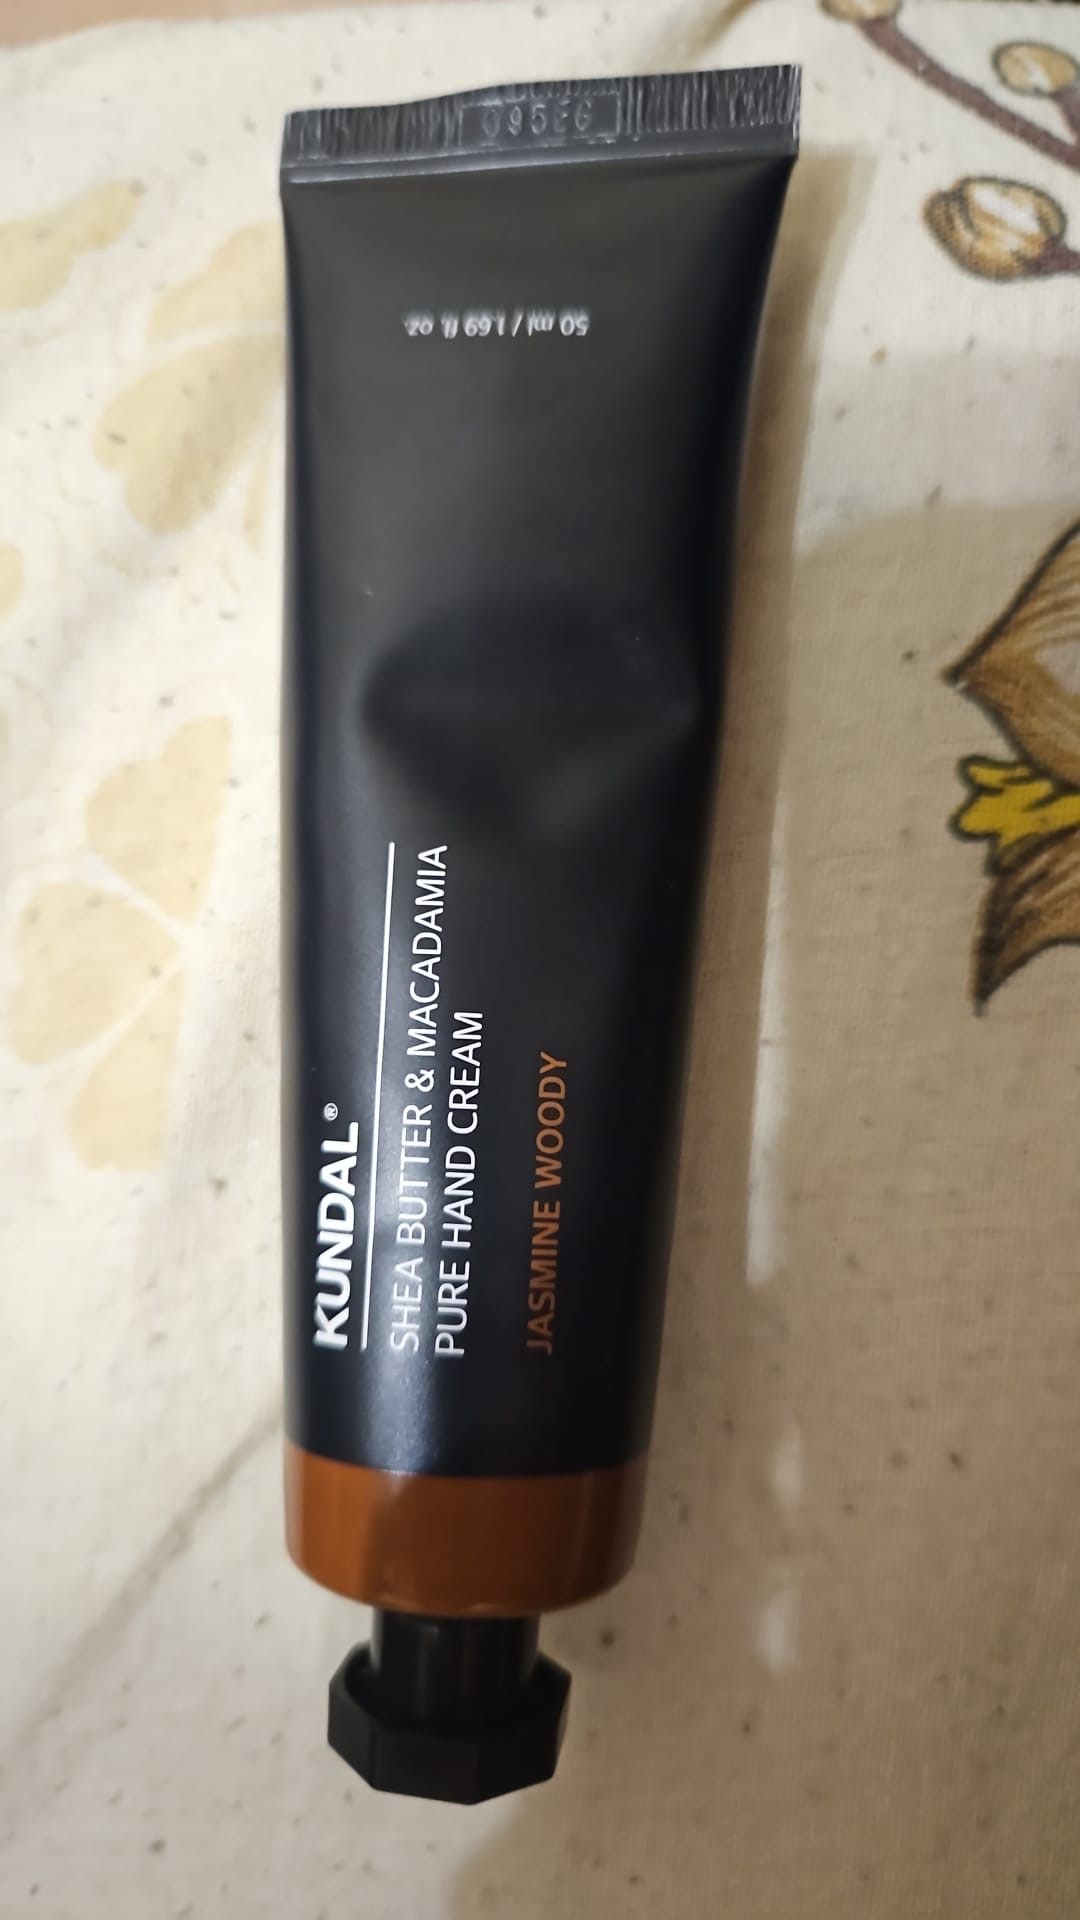 KUNDAL®
SHEA BUTTER & MACADAMIA
PURE HAND CREAM
JASMINE WOODY
50 ml / 1.69 fl. oz.